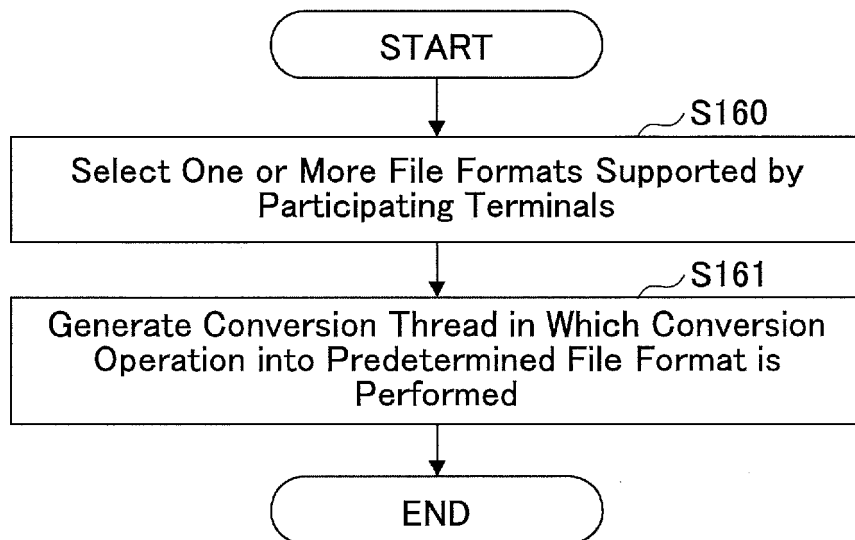 START
S160
Select One or More File Formats Supported by
Participating Terminals
S161
Generate Conversion Thread in Which Conversion
Operation into Predetermined File Format is
Performed
END